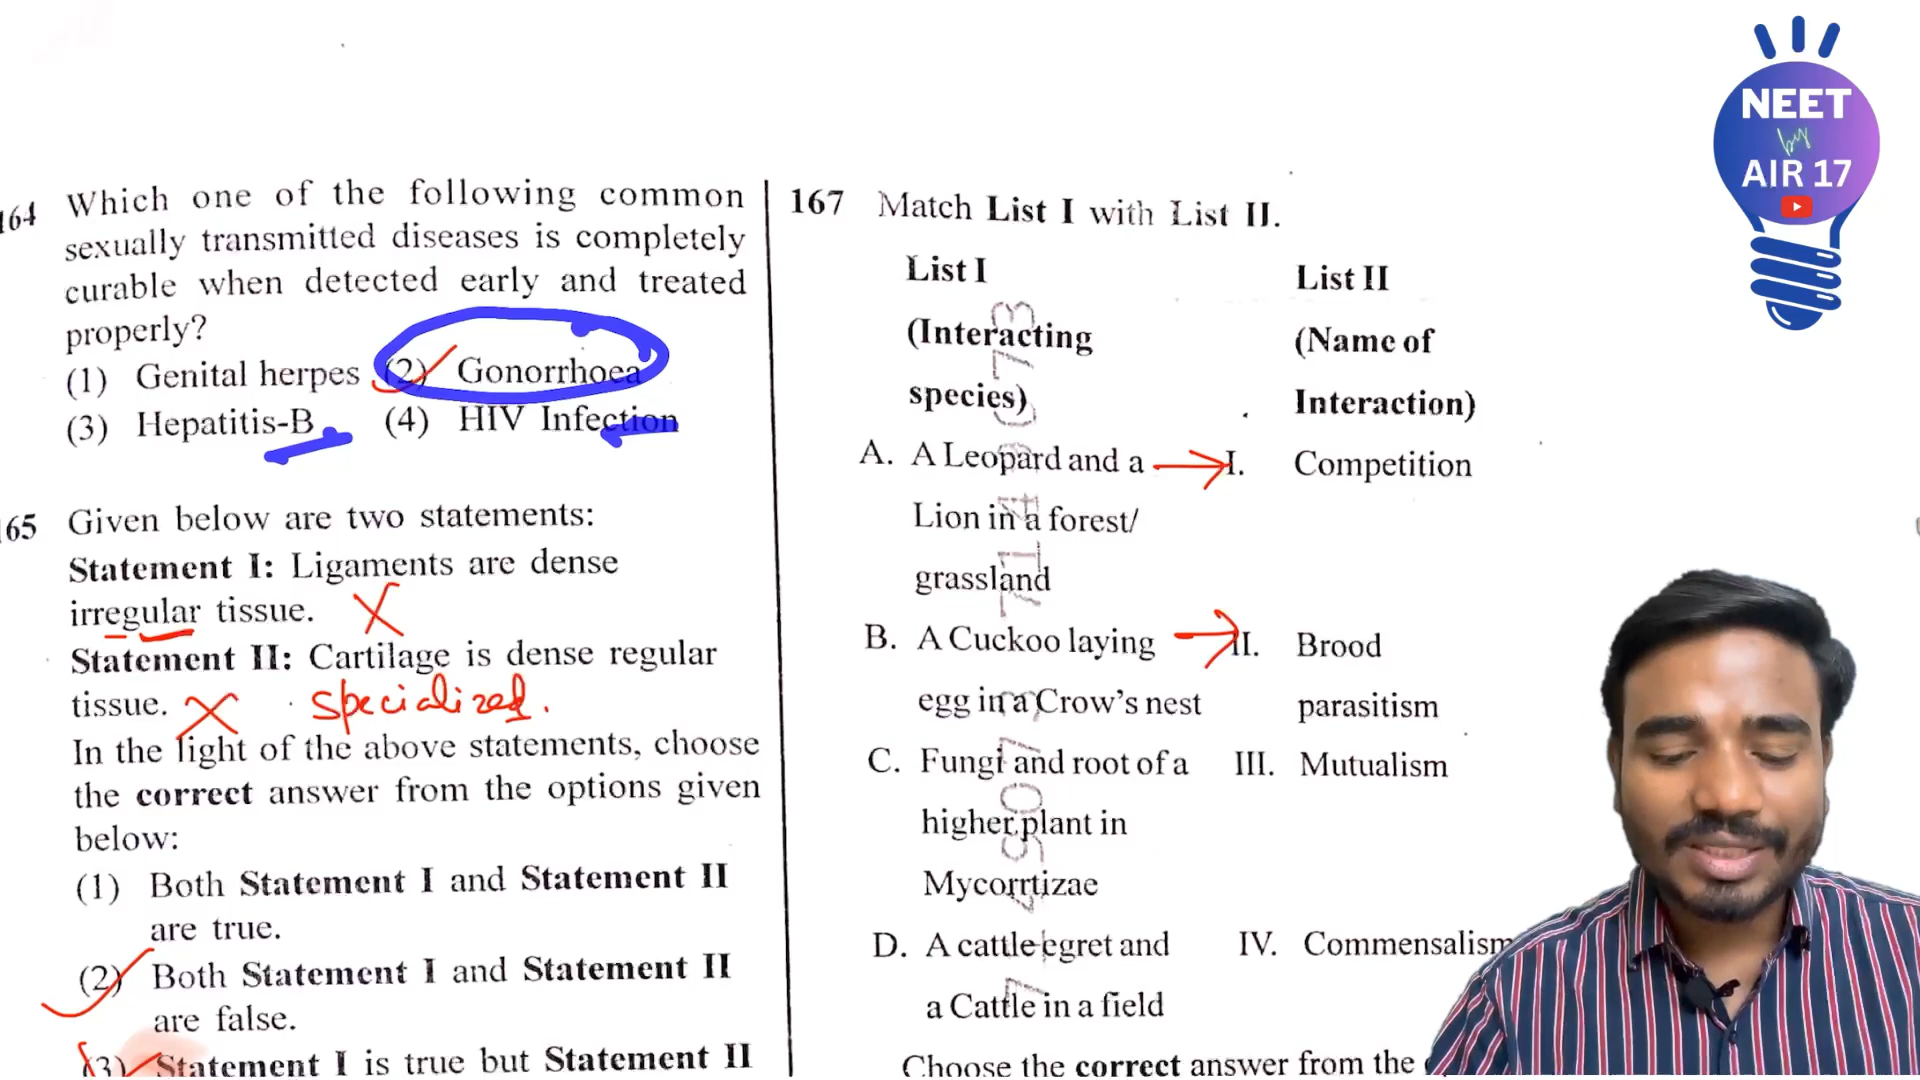 NEET
by
AIR 17
164 Which one of the following common
sexually transmitted diseases is completely
curable when detected early and treated
properly?
(1) Genital herpes (2) Gonorrhoea
(3) Hepatitis-B (4) HIV Infection
165 Given below are two statements:
Statement I: Ligaments are dense
irregular tissue.
Statement II: Cartilage is dense regular
tissue. specialized.
In the light of the above statements, choose
the correct answer from the options given
below:
(1) Both Statement I and Statement II
are true.
(2) Both Statement I and Statement II
are false.
(3) Statement I is true but Statement II
167 Match List I with List II.
List I List II
(Interacting (Name of
species) Interaction)
A. A Leopard and a I. Competition
Lion in a forest/
grassland
B. A Cuckoo laying II. Brood
egg in a Crow's nest parasitism
C. Fungi and root of a III. Mutualism
higher plant in
Mycorrtizae
D. A cattle egret and IV. Commensalism
a Cattle in a field
Choose the correct answer from the